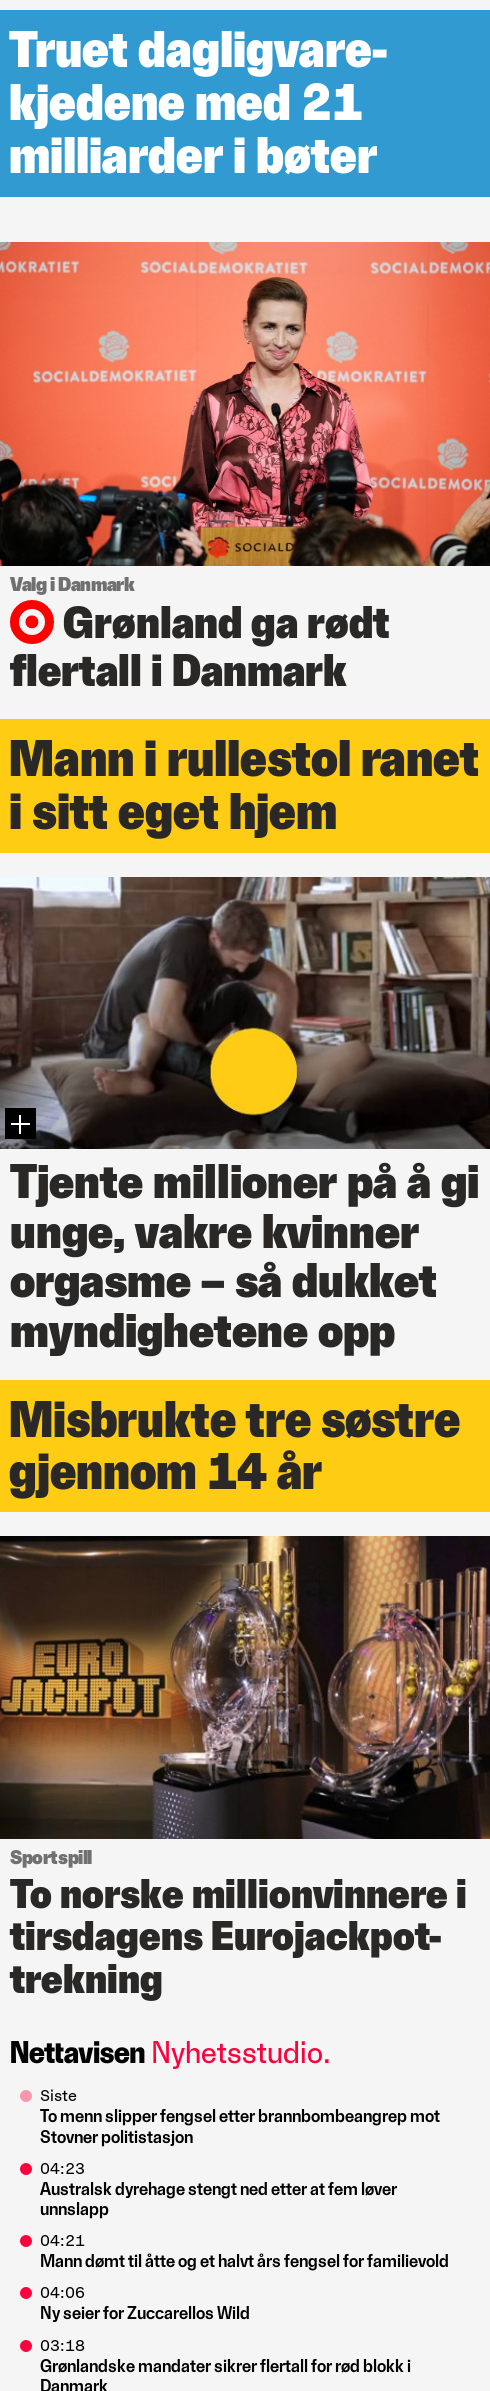 Truet dagligvare-
kjedene med 21
milliarder i bøter
MOKRATIET SOCIALDEMOKRATIET SOCIALDEMOKR
SOCIALDEMOKRATIET DEMOKRATIET
SOCI SOCIALDEMOKR
SOCIALD
Valg i Danmark
Grønland ga rødt
flertall i Danmark
Mann i rullestol ranet
i sitt eget hjem
Tjente millioner på å gi
unge, vakre kvinner
orgasme – så dukket
myndighetene opp
Misbrukte tre søstre
gjennom 14 år
EURO
JACKPOT
Sportspill
To norske millionvinnere i
tirsdagens Eurojackpot-
trekning
Nettavisen Nyhetsstudio.
Siste
To menn slipper fengsel etter brannbombeangrep mot
Stovner politistasjon
04:23
Australsk dyrehage stengt ned etter at fem løver
unnslapp
04:21
Mann dømt til åtte og et halvt års fengsel for familievold
04:06
Ny seier for Zuccarellos Wild
03:18
Grønlandske mandater sikrer flertall for rød blokk i
Danmark